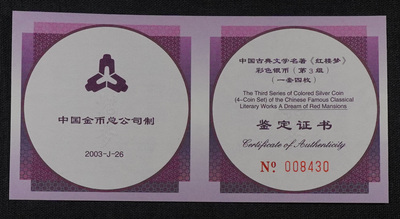 中国金币总公司制
2003-J-26
中国古典文学名著《红楼梦》
彩色银币(第3组)
(一套四枚)
The Third Series of Colored Silver Coin
(4-Coin Set) of the Chinese Famous Classical
Literary Works A Dream of Red Mansions
鉴定证书
Certificate of Authenticity
No. 008430